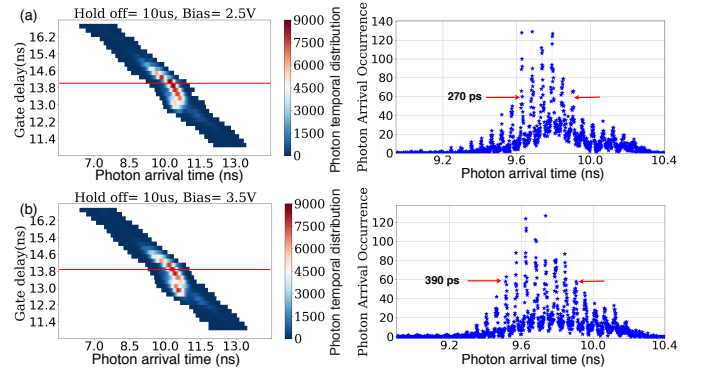 (a)
Hold off= 10us, Bias= 2.5V
Gate delay(ns)
16.2
15.4
14.6
13.8
13.0
12.2
11.4
7.0 8.5 10.0 11.5 13.0
Photon arrival time (ns)
9000
7500
6000
4500
3000
1500
0
Photon temporal distribution
Photon Arrival Occurrence
140
120
100
80
60
40
20
0
270 ps
9.2 9.6 10.0 10.4
Photon arrival time (ns)
(b)
Hold off= 10us, Bias= 3.5V
Gate delay(ns)
16.2
15.4
14.6
13.8
13.0
12.2
11.4
7.0 8.5 10.0 11.5 13.0
Photon arrival time (ns)
9000
7500
6000
4500
3000
1500
0
Photon temporal distribution
Photon Arrival Occurrence
120
100
80
60
40
20
0
390 ps
9.2 9.6 10.0 10.4
Photon arrival time (ns)